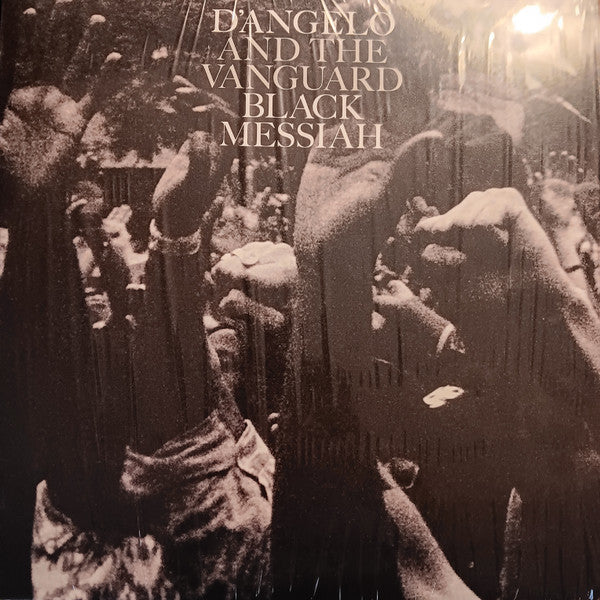 D'ANGELO
AND THE
VANGUARD
BLACK
MESSIAH